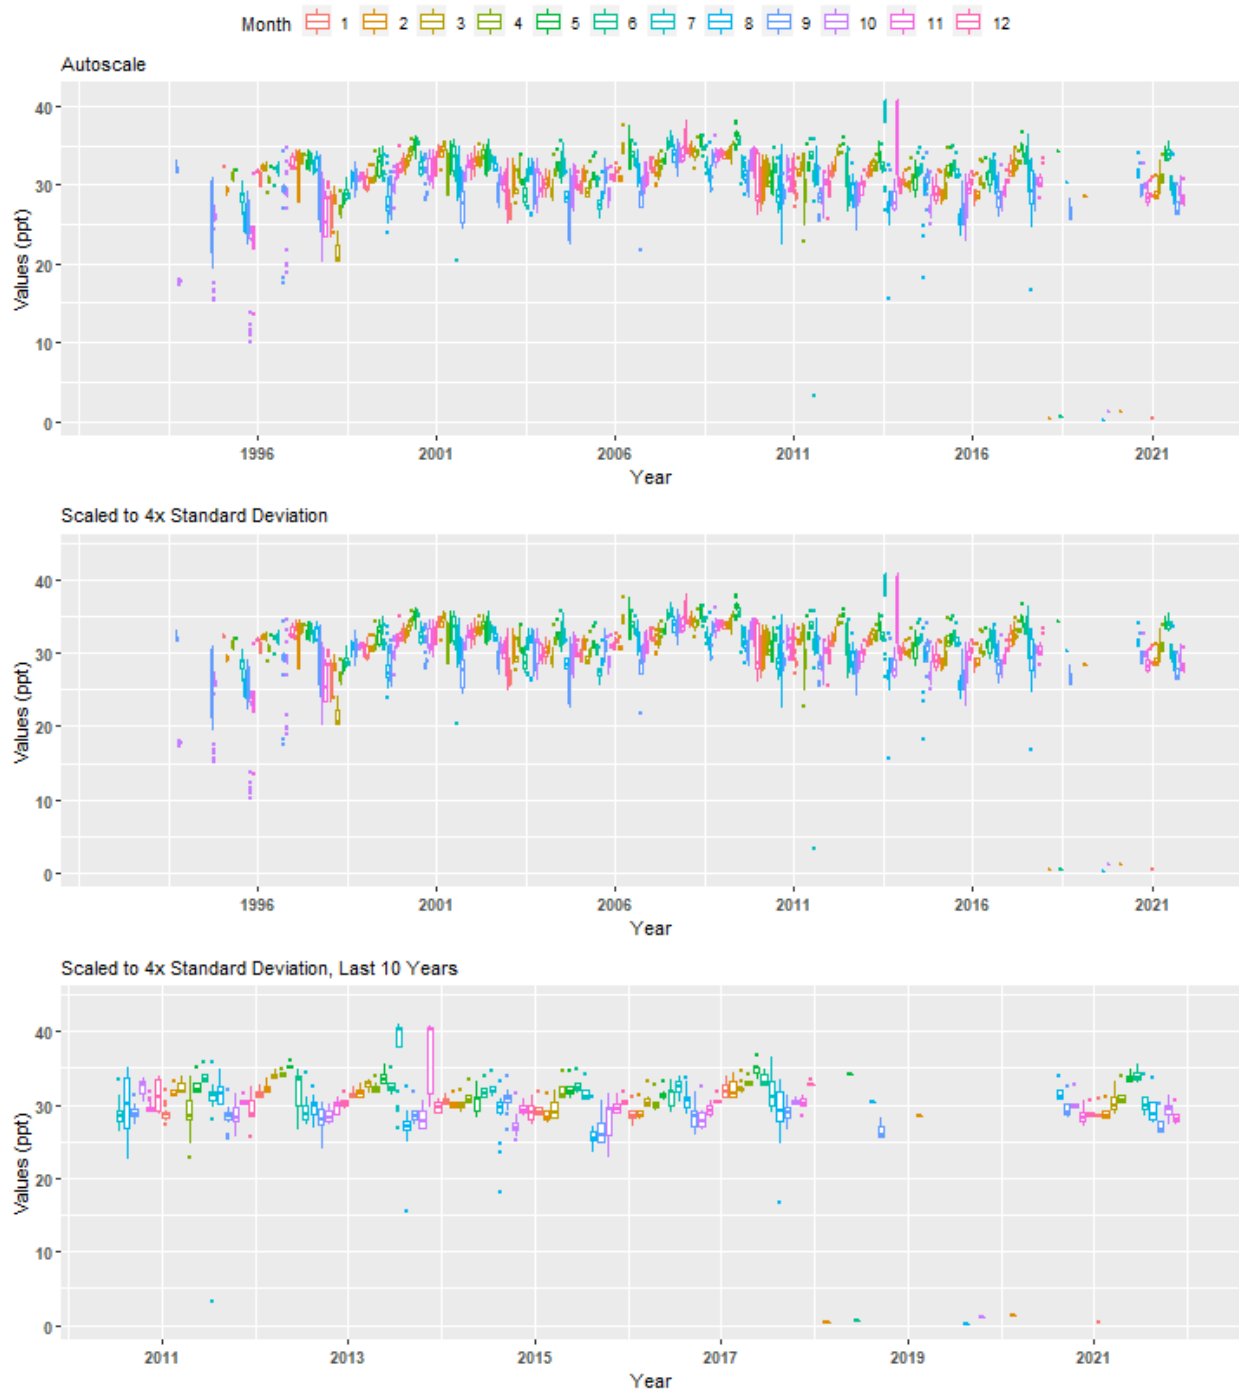 Month 1 2 3 4 5 6 7 8 9 10 11 12
Autoscale
Values (ppt)
40
30
20
10
0
1996 2001 2006 2011 2016 2021
Year
Scaled to 4x Standard Deviation
Values (ppt)
40
30
20
10
0
1996 2001 2006 2011 2016 2021
Year
Scaled to 4x Standard Deviation, Last 10 Years
Values (ppt)
40
30
20
10
0
2011 2013 2015 2017 2019 2021
Year